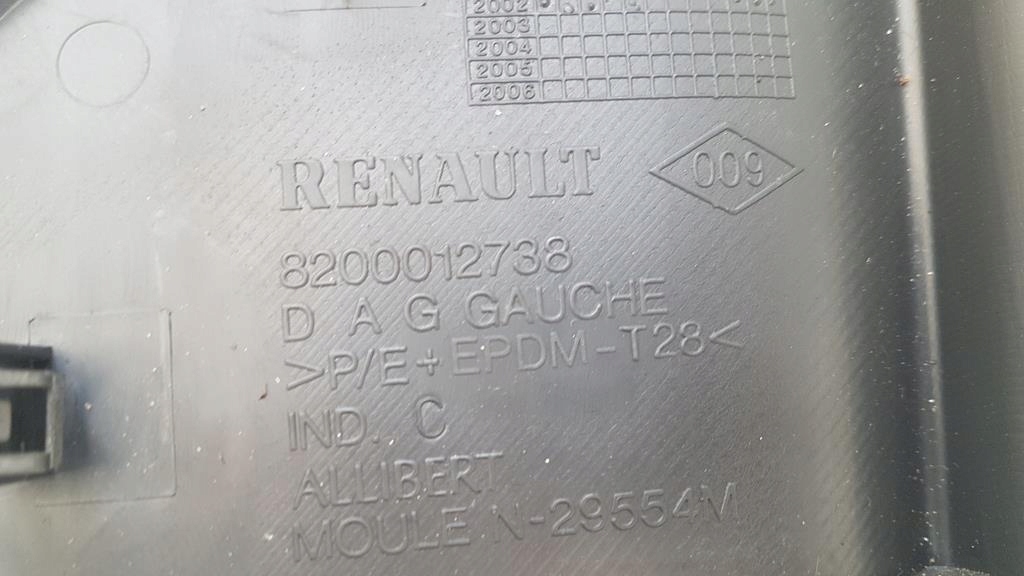 2002
2003
2004
2005
2006
RENAULT 009
8200012738
D A G GAUCHE
>P/E+EPDM-T28<
IND. C
ALLIBERT
MOULE N-29554M